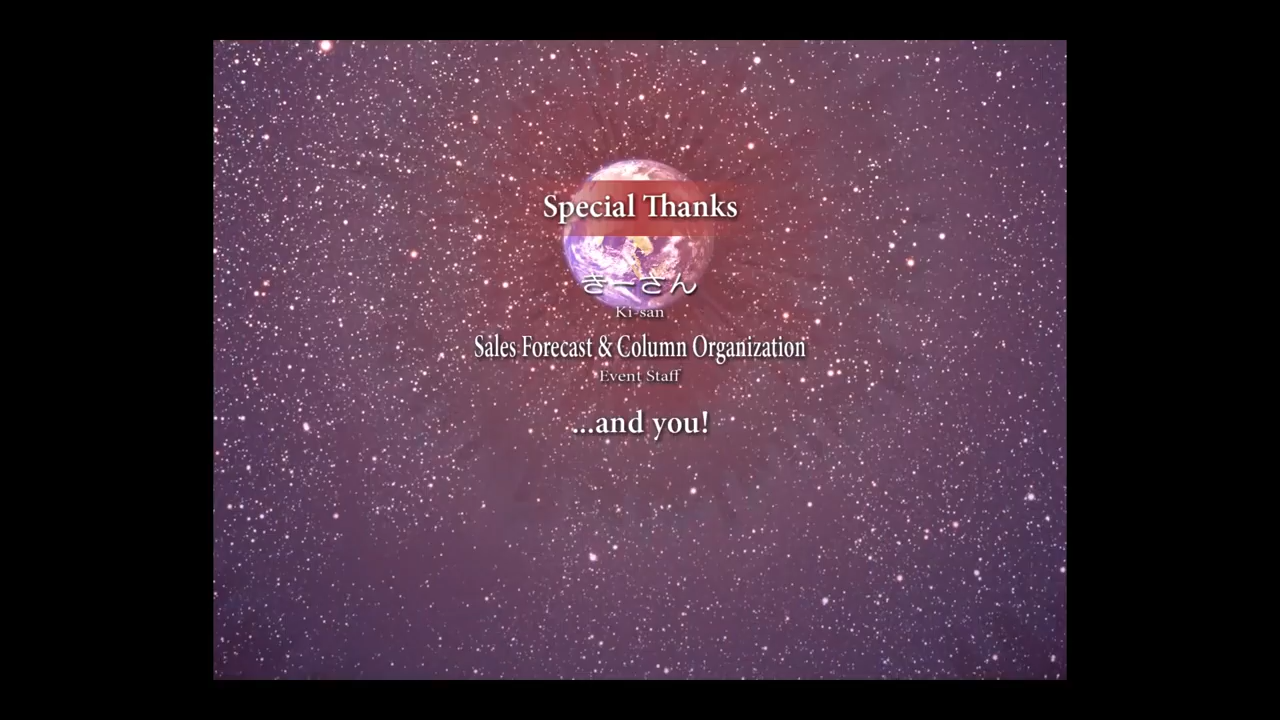 Special Thanks
きーさん
Ki-san
Sales Forecast & Column Organization
Event Staff
...and you!